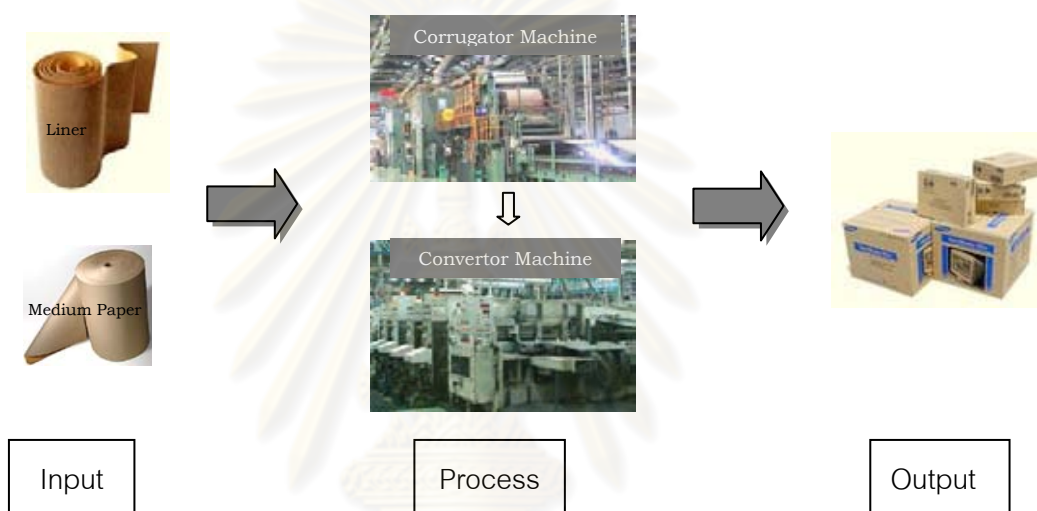 Corrugator Machine
Liner
Convertor Machine
Medium Paper
Input
Process
Output